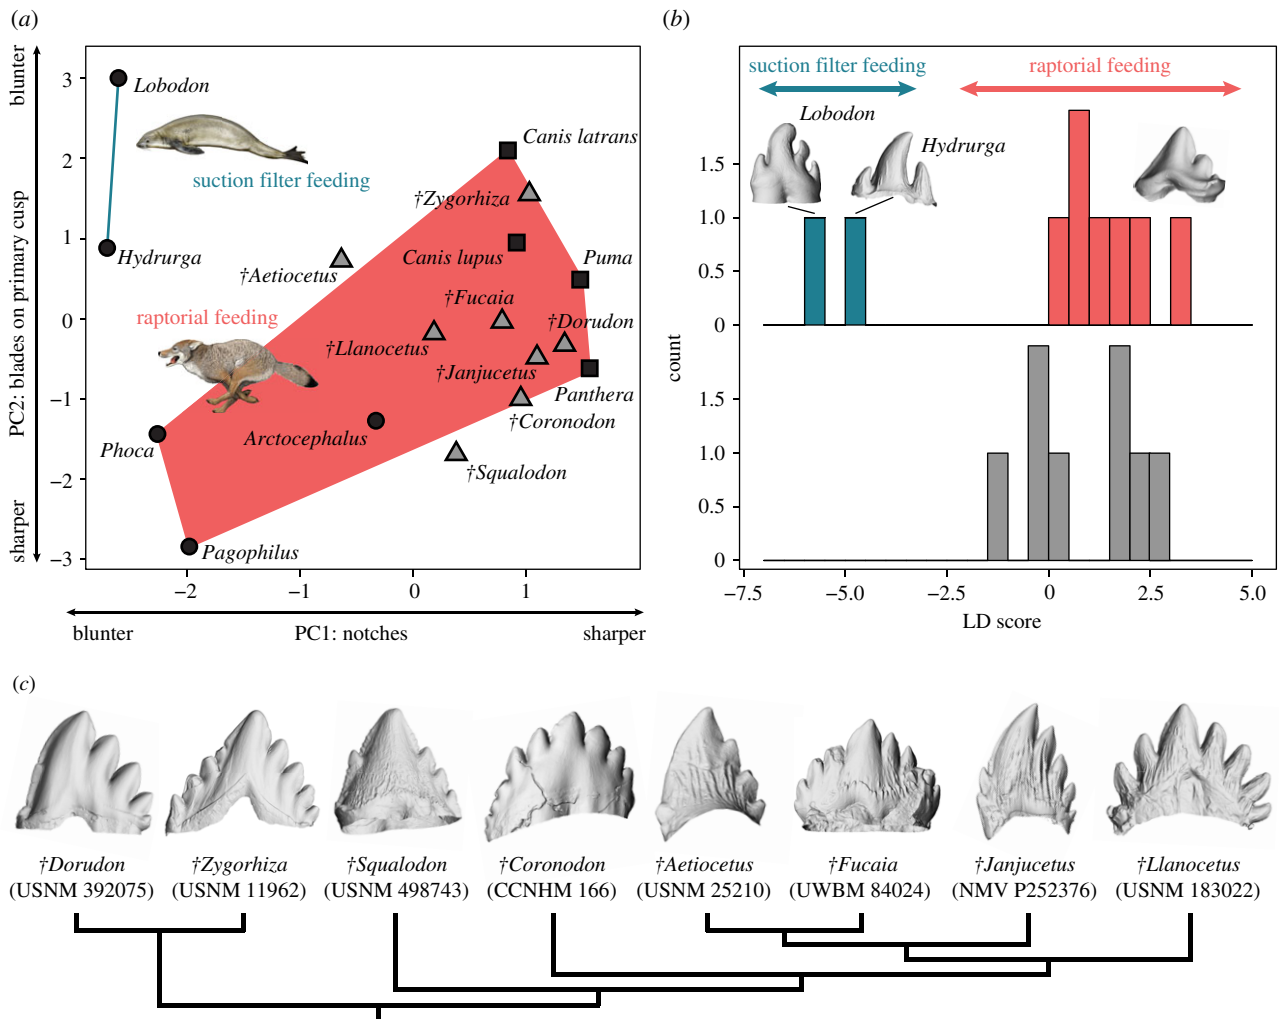 (a)
blunter
PC2: blades on primary cusp
sharper
3
2
1
0
−1
−2
−3
Lobodon
suction filter feeding
Hydrurga
†Aetiocetus
raptorial feeding
Canis latrans
†Zygorhiza
Canis lupus
Puma
†Fucaia
†Llanocetus
†Dorudon
†Janjucetus
Panthera
†Coronodon
Arctocephalus
Phoca
†Squalodon
Pagophilus
−2
−1
0
1
blunter
PC1: notches
sharper
(b)
suction filter feeding
raptorial feeding
Lobodon
Hydrurga
count
1.5
1.0
0.5
0
1.5
1.0
0.5
0
−7.5
−5.0
−2.5
0
2.5
5.0
LD score
(c)
†Dorudon
(USNM 392075)
†Zygorhiza
(USNM 11962)
†Squalodon
(USNM 498743)
†Coronodon
(CCNHM 166)
†Aetiocetus
(USNM 25210)
†Fucaia
(UWBM 84024)
†Janjucetus
(NMV P252376)
†Llanocetus
(USNM 183022)